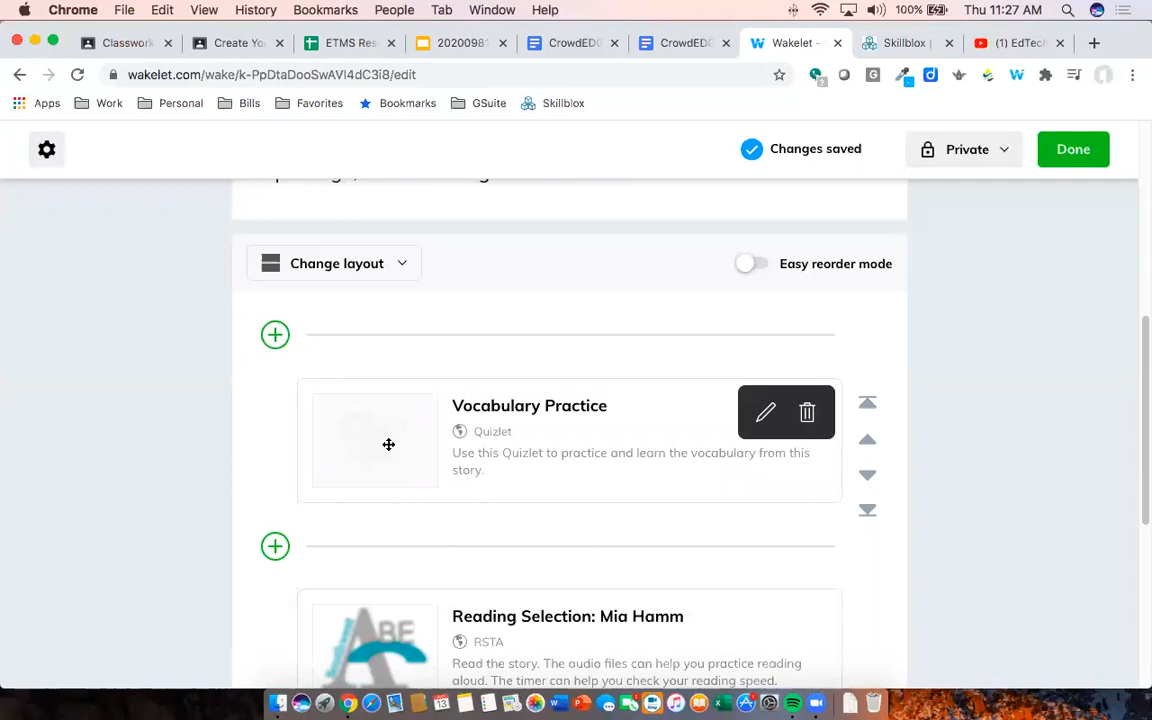 Chrome File Edit View History Bookmarks People Tab Window Help 100% Thu 11:27 AM
Classwork Create Yo ETMS Res 2020098 CrowdED CrowdED Wakelet - Skillblox (1) EdTech
wakelet.com/wake/k-PpDtaDooSwAVl4dC3i8/edit
Apps Work Personal Bills Favorites Bookmarks GSuite Skillblox
Changes saved Private Done
Change layout Easy reorder mode
Vocabulary Practice
Quizlet
Use this Quizlet to practice and learn the vocabulary from this
story.
Reading Selection: Mia Hamm
ABE
RSTA
Read the story. The audio files can help you practice reading
aloud. The timer can help you check your reading speed.